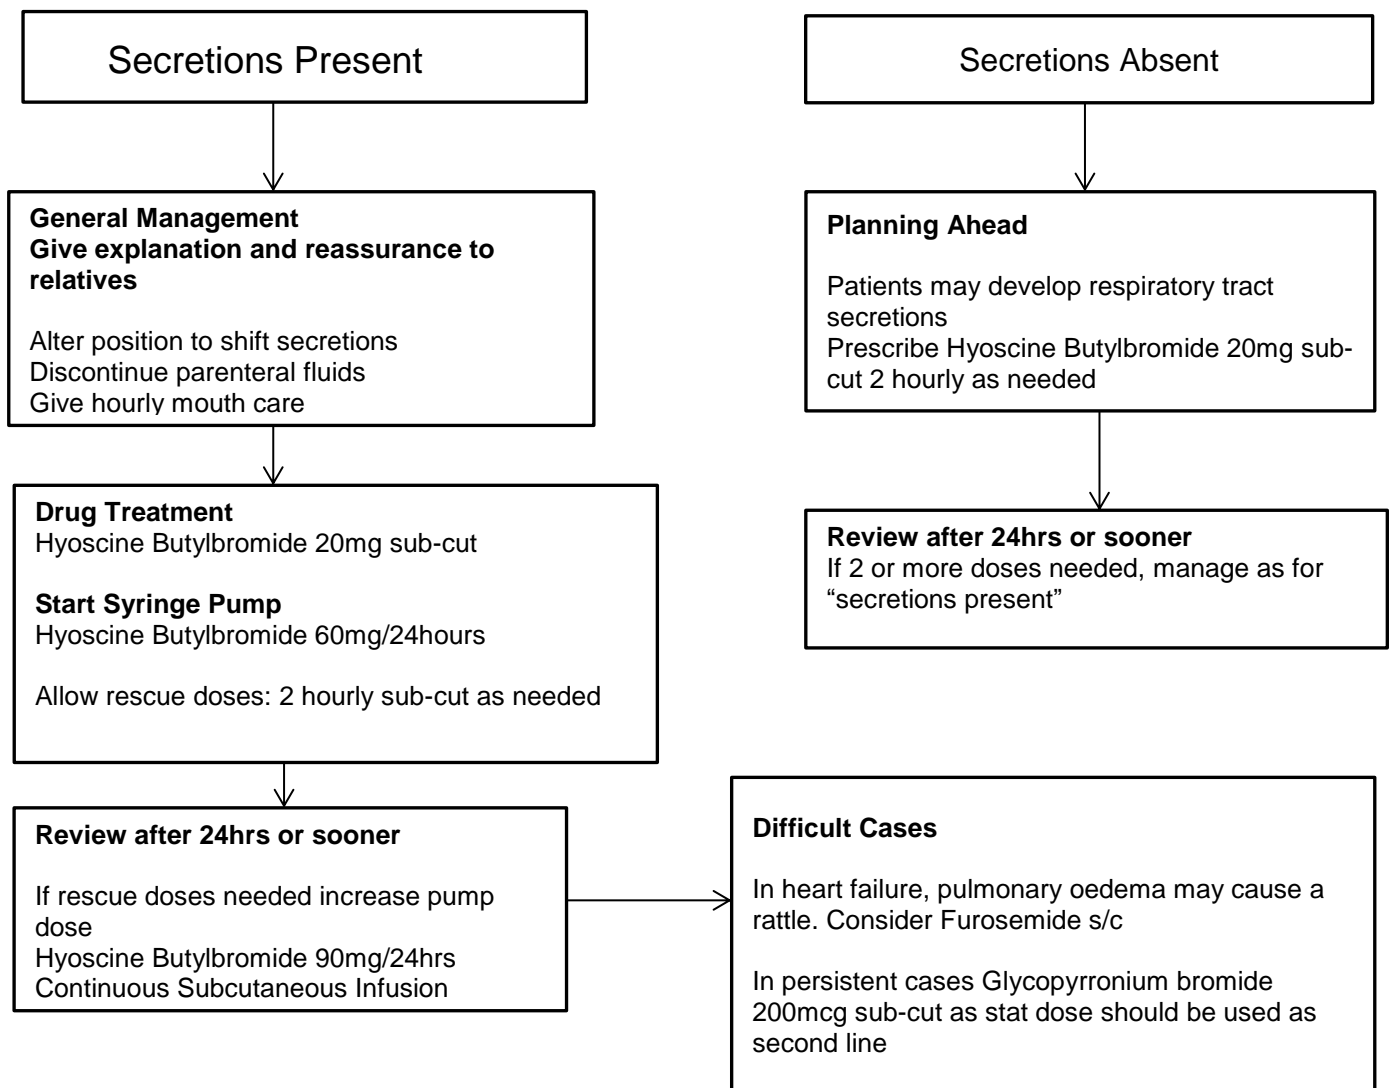 Secretions Present
Secretions Absent
General Management
Give explanation and reassurance to
relatives
Alter position to shift secretions
Discontinue parenteral fluids
Give hourly mouth care
Planning Ahead
Patients may develop respiratory tract
secretions
Prescribe Hyoscine Butylbromide 20mg sub-
cut 2 hourly as needed
Drug Treatment
Hyoscine Butylbromide 20mg sub-cut
Start Syringe Pump
Hyoscine Butylbromide 60mg/24hours
Allow rescue doses: 2 hourly sub-cut as needed
Review after 24hrs or sooner
If 2 or more doses needed, manage as for
“secretions present”
Review after 24hrs or sooner
If rescue doses needed increase pump
dose
Hyoscine Butylbromide 90mg/24hrs
Continuous Subcutaneous Infusion
Difficult Cases
In heart failure, pulmonary oedema may cause a
rattle. Consider Furosemide s/c
In persistent cases Glycopyrronium bromide
200mcg sub-cut as stat dose should be used as
second line